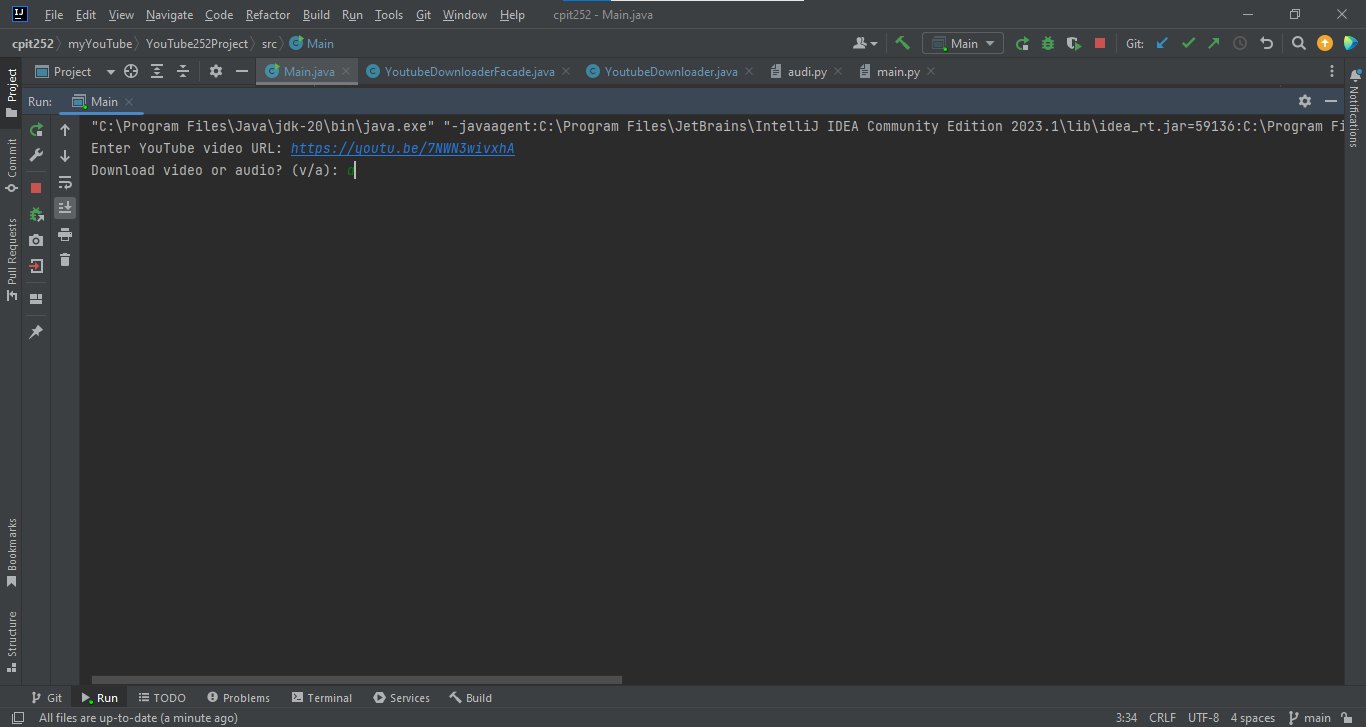 File Edit View Navigate Code Refactor Build Run Tools Git Window Help cpit252 - Main.java
cpit252 myYouTube YouTube252Project src Main Main Git:
Project Main.java YoutubeDownloaderFacade.java YoutubeDownloader.java audi.py main.py
Run: Main
"C:\Program Files\Java\jdk-20\bin\java.exe" "-javaagent:C:\Program Files\JetBrains\IntelliJ IDEA Community Edition 2023.1\lib\idea_rt.jar=59136:C:\Program Fi
Enter YouTube video URL: https://youtu.be/7NWN3wivxhA
Download video or audio? (v/a):
Project
Commit
Pull Requests
Bookmarks
Structure
Notifications
Git Run TODO Problems Terminal Services Build
All files are up-to-date (a minute ago) 3:34 CRLF UTF-8 4 spaces main